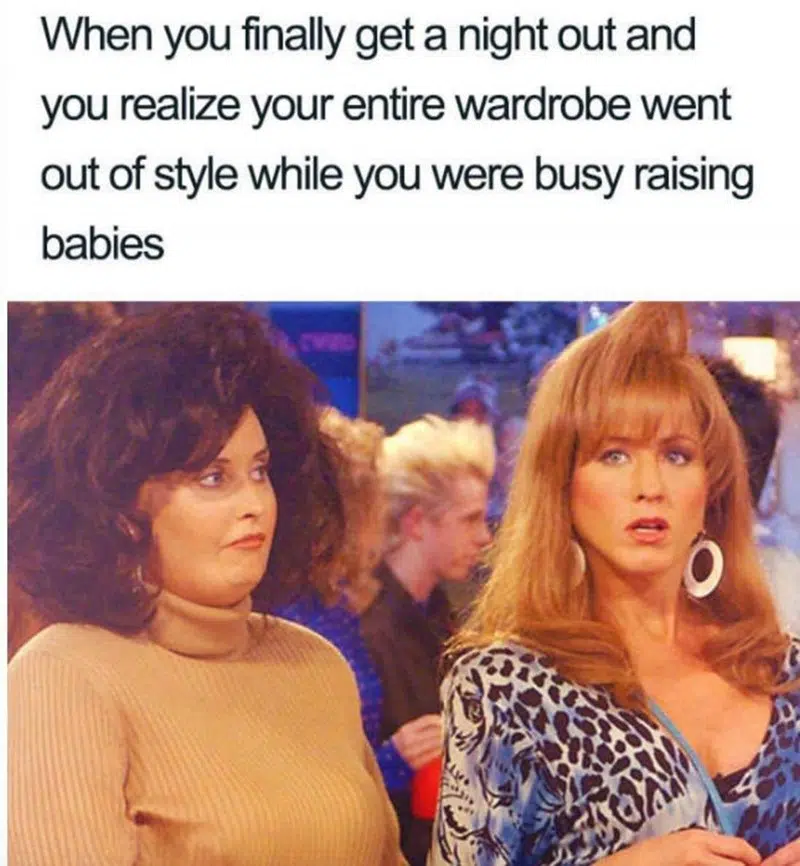 When you finally get a night out and
you realize your entire wardrobe went
out of style while you were busy raising
babies